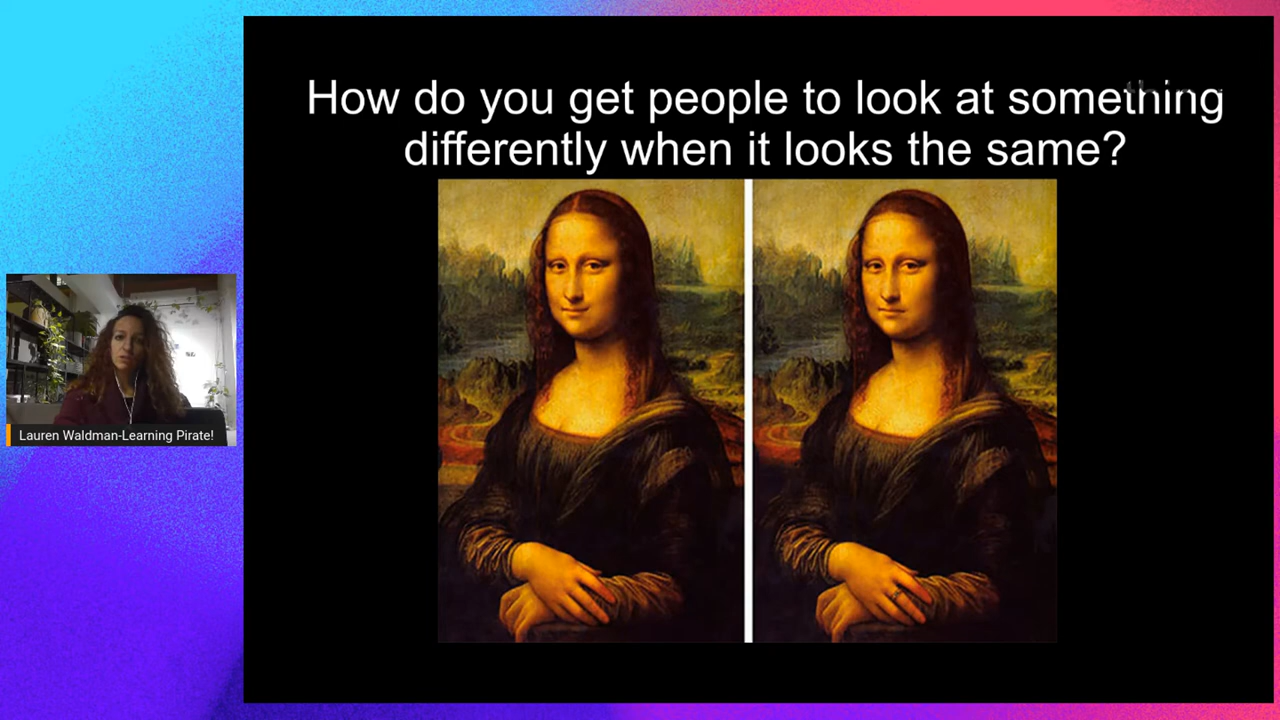 How do you get people to look at something
differently when it looks the same?
Lauren Waldman-Learning Pirate!